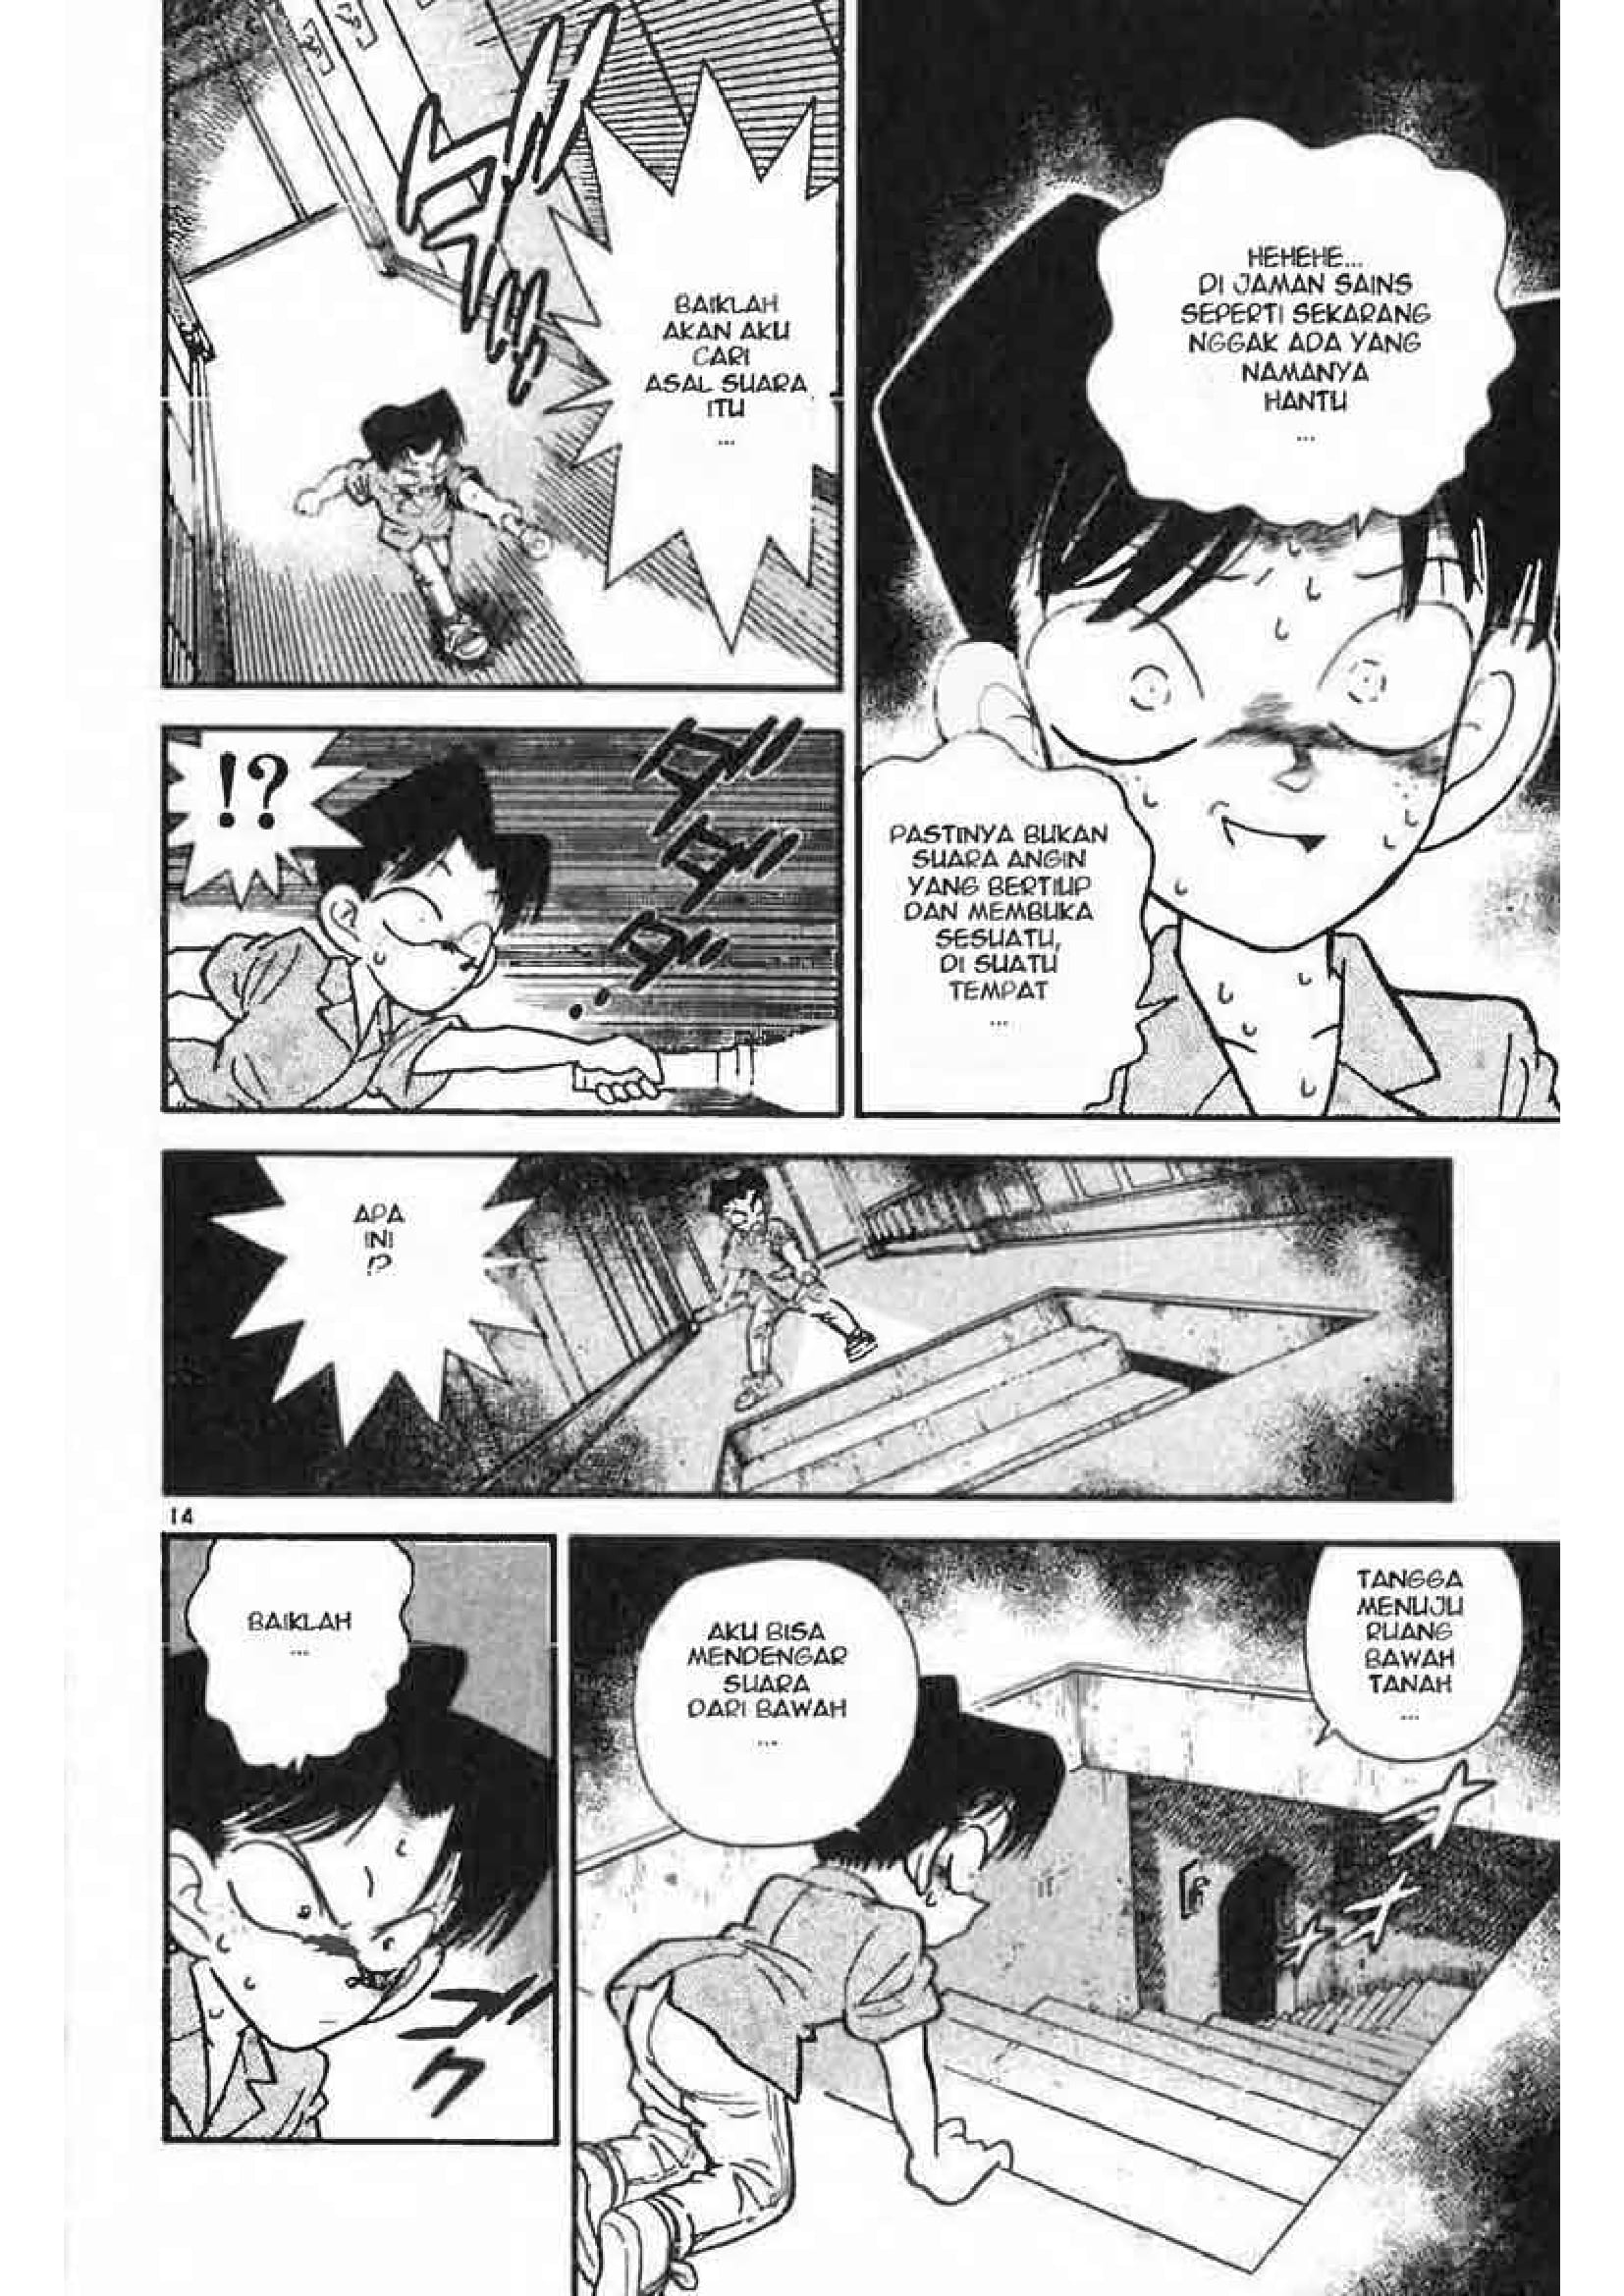 HEHEHE...
DI JAMAN SAINS
SEPERTI SEKARANG
NGGAK ADA YANG
NAMANYA
HANTU
...
PASTINYA BUKAN
SUARA ANGIN
YANG BERTIUP
DAN MEMBUKA
SESUATU,
DI SUATU
TEMPAT
...
BAIKLAH
AKAN AKU
CARI
ASAL SUARA
ITU
...
!?
APA
INI
!?
14
TANGGA
MENUJU
RUANG
BAWAH
TANAH
...
AKU BISA
MENDENGAR
SUARA
DARI BAWAH
...
BAIKLAH
...
ゴ
ク